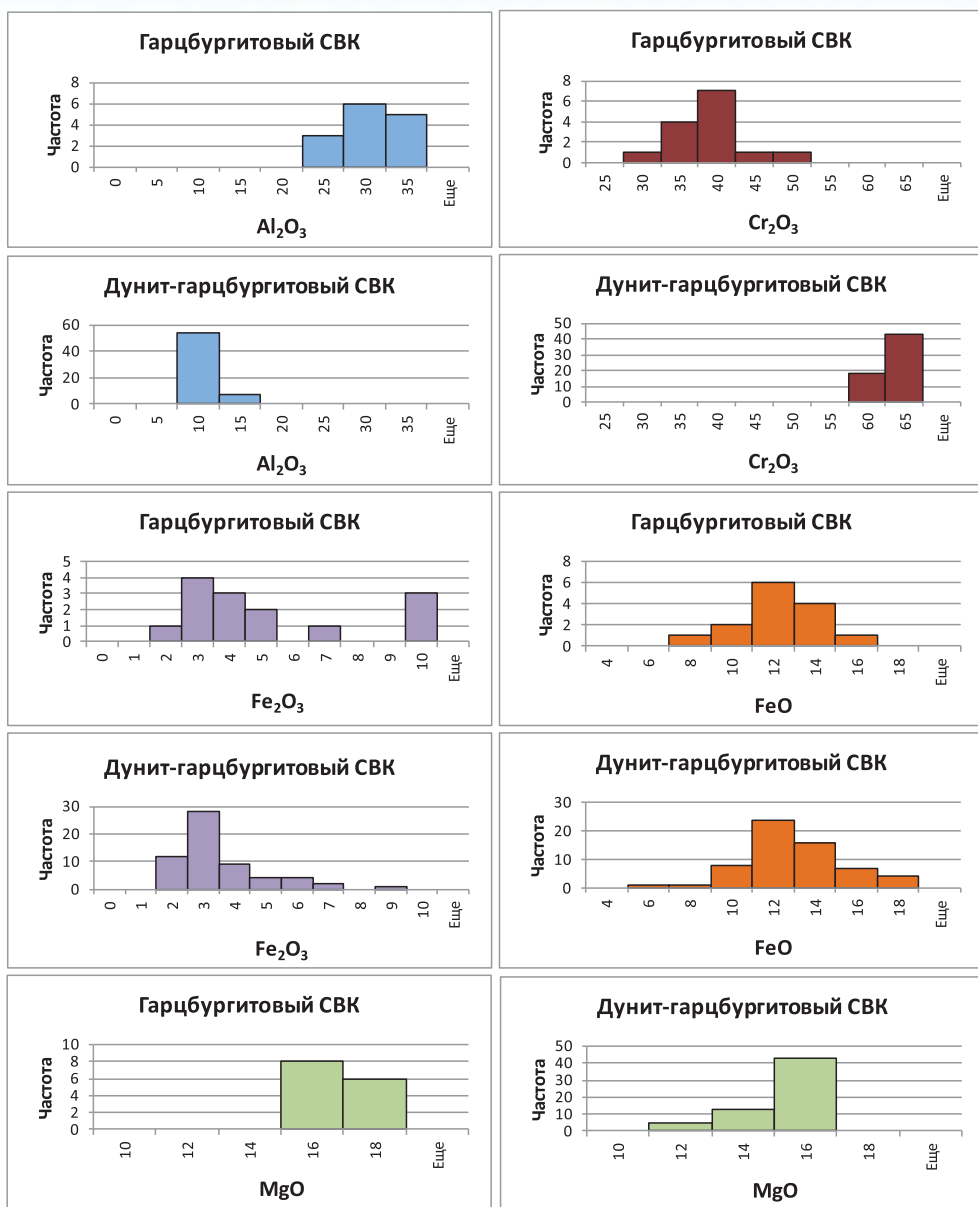 Гарцбургитовый СВК
Частота
8
6
4
2
0
0 5 10 15 20 25 30 35 Еще
Al₂O₃
Гарцбургитовый СВК
Частота
8
6
4
2
0
25 30 35 40 45 50 55 60 65 Еще
Cr₂O₃
Дунит-гарцбургитовый СВК
Частота
60
40
20
0
0 5 10 15 20 25 30 35 Еще
Al₂O₃
Дунит-гарцбургитовый СВК
Частота
50
40
30
20
10
0
25 30 35 40 45 50 55 60 65 Еще
Cr₂O₃
Гарцбургитовый СВК
Частота
5
4
3
2
1
0
0 1 2 3 4 5 6 7 8 9 10 Еще
Fe₂O₃
Гарцбургитовый СВК
Частота
8
6
4
2
0
4 6 8 10 12 14 16 18 Еще
FeO
Дунит-гарцбургитовый СВК
Частота
30
20
10
0
0 1 2 3 4 5 6 7 8 9 10 Еще
Fe₂O₃
Дунит-гарцбургитовый СВК
Частота
30
20
10
0
4 6 8 10 12 14 16 18 Еще
FeO
Гарцбургитовый СВК
Частота
10
8
6
4
2
0
10 12 14 16 18 Еще
MgO
Дунит-гарцбургитовый СВК
Частота
50
40
30
20
10
0
10 12 14 16 18 Еще
MgO